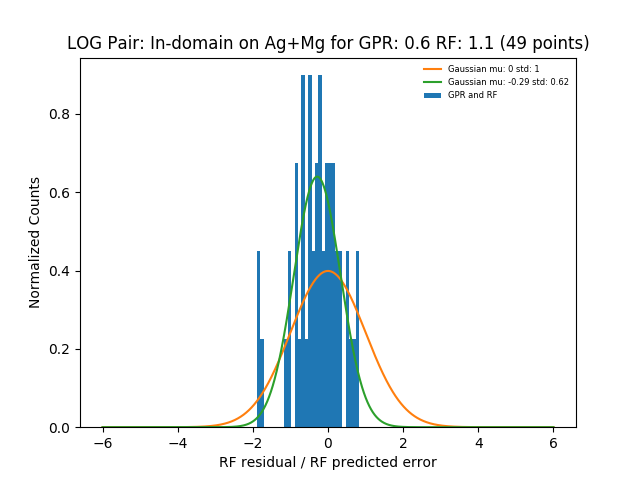 LOG Pair: In-domain on Ag+Mg for GPR: 0.6 RF: 1.1 (49 points)
Gaussian mu: 0 std: 1
Gaussian mu: -0.29 std: 0.62
GPR and RF
Normalized Counts
0.8
0.6
0.4
0.2
0.0
−6 −4 −2 0 2 4 6
RF residual / RF predicted error